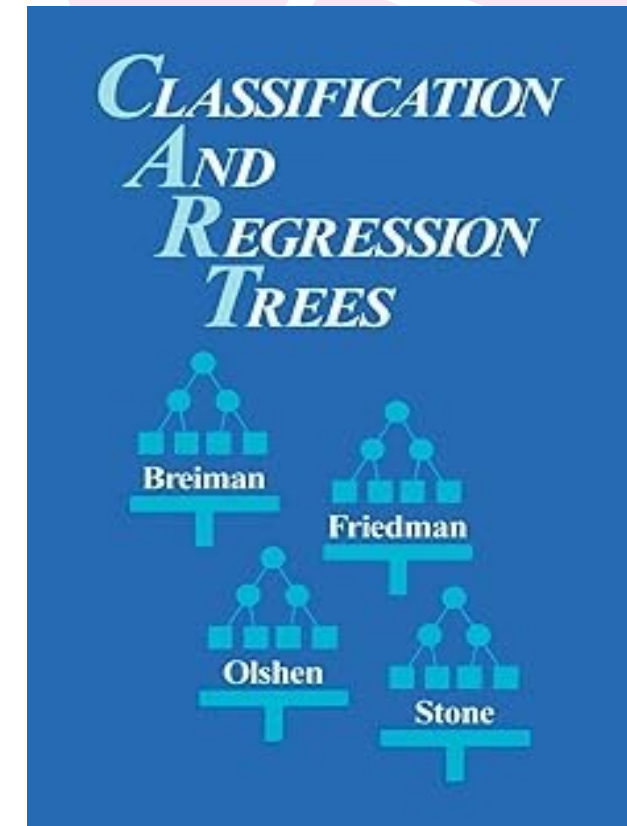 CLASSIFICATION
AND
REGRESSION
TREES
Breiman
Friedman
Olshen
Stone